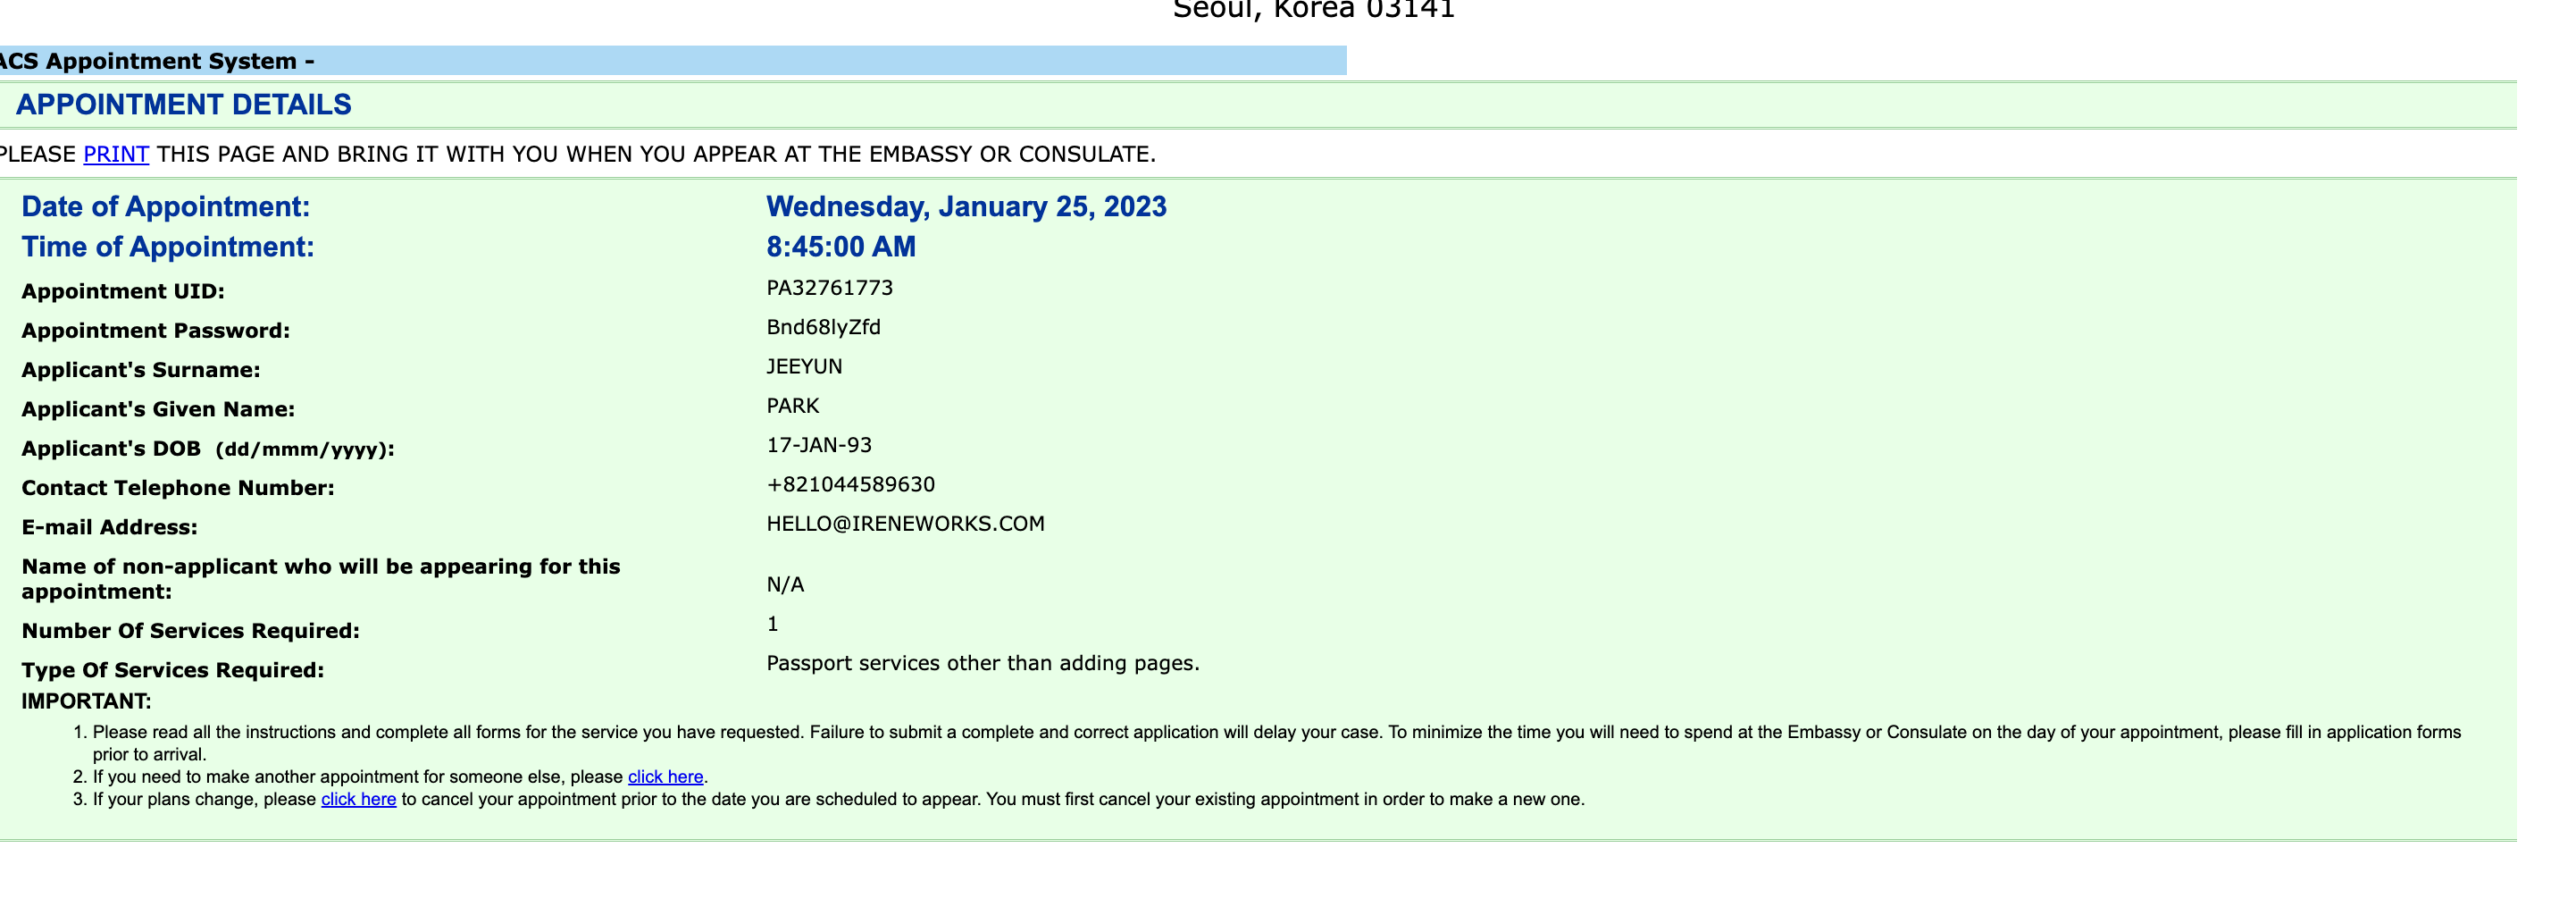 Seoul, Korea 03141
ACS Appointment System -
APPOINTMENT DETAILS
PLEASE PRINT THIS PAGE AND BRING IT WITH YOU WHEN YOU APPEAR AT THE EMBASSY OR CONSULATE.
Date of Appointment: Wednesday, January 25, 2023
Time of Appointment: 8:45:00 AM
Appointment UID: PA32761773
Appointment Password: Bnd68lyZfd
Applicant's Surname: JEEYUN
Applicant's Given Name: PARK
Applicant's DOB (dd/mmm/yyyy): 17-JAN-93
Contact Telephone Number: +821044589630
E-mail Address: HELLO@IRENEWORKS.COM
Name of non-applicant who will be appearing for this
appointment: N/A
Number Of Services Required: 1
Type Of Services Required: Passport services other than adding pages.
IMPORTANT:
1. Please read all the instructions and complete all forms for the service you have requested. Failure to submit a complete and correct application will delay your case. To minimize the time you will need to spend at the Embassy or Consulate on the day of your appointment, please fill in application forms
prior to arrival.
2. If you need to make another appointment for someone else, please click here.
3. If your plans change, please click here to cancel your appointment prior to the date you are scheduled to appear. You must first cancel your existing appointment in order to make a new one.